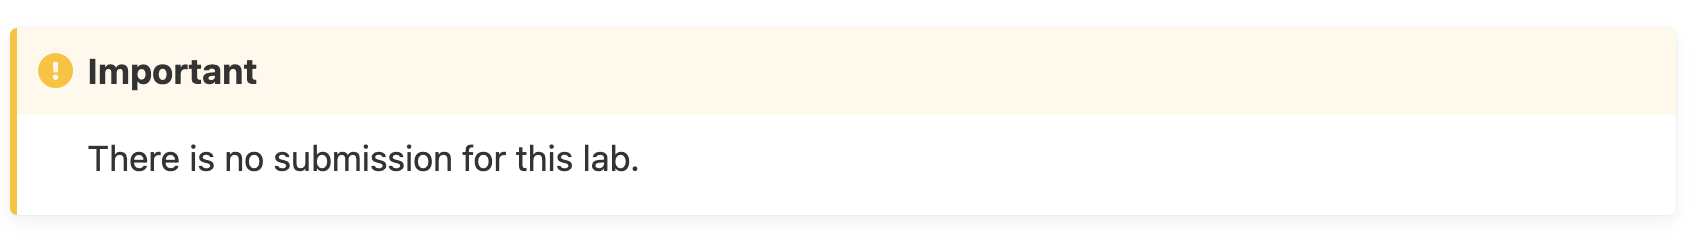 Important
There is no submission for this lab.